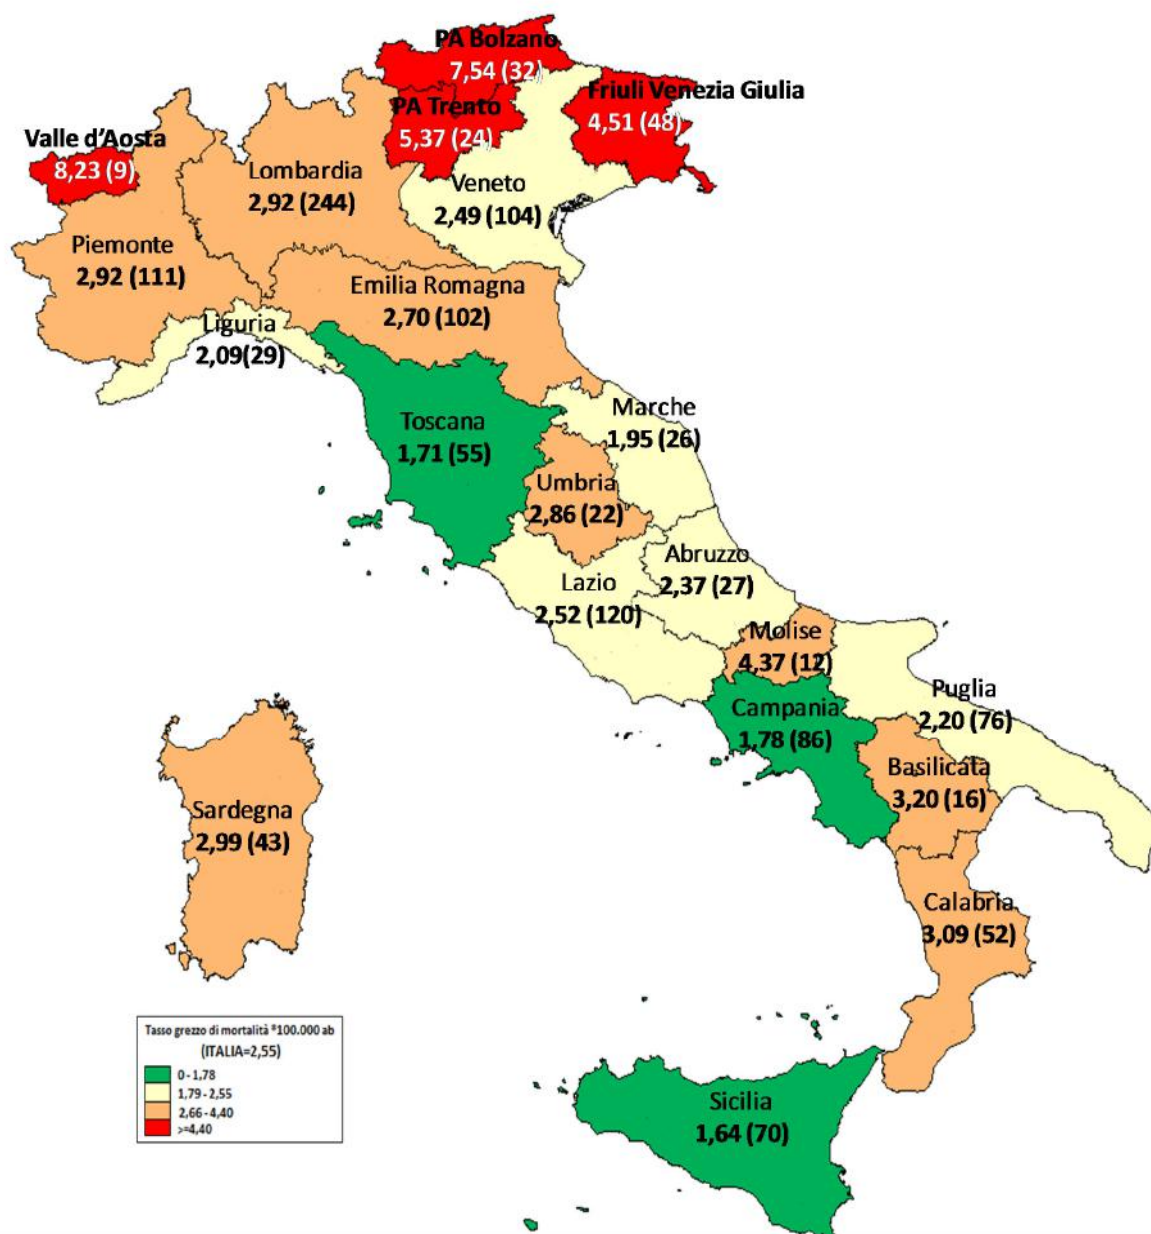 PA Bolzano
7,54 (32)
Friuli Venezia Giulia
4,51 (48)
PA Trento
5,37 (24)
Valle d'Aosta
8,23 (9)
Lombardia
2,92 (244)
Veneto
2,49 (104)
Piemonte
2,92 (111)
Emilia Romagna
2,70 (102)
Liguria
2,09(29)
Toscana
1,71 (55)
Marche
1,95 (26)
Umbria
2,86 (22)
Abruzzo
2,37 (27)
Lazio
2,52 (120)
Molise
4,37 (12)
Puglia
2,20 (76)
Campania
1,78 (86)
Basilicata
3,20 (16)
Sardegna
2,99 (43)
Calabria
3,09 (52)
Tasso grezzo di mortalità *100.000 ab
(ITALIA=2,55)
0 - 1,78
1,79 - 2,55
2,66 - 4,40
>=4,40
Sicilia
1,64 (70)